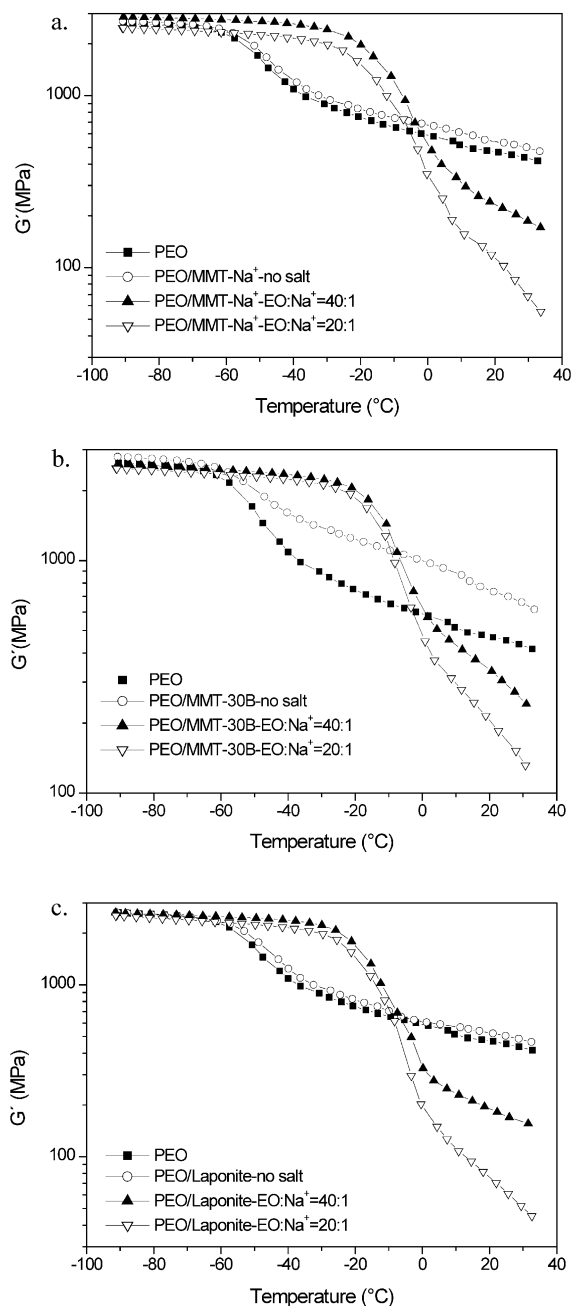 a.
1000
100
G´(MPa)
PEO
PEO/MMT-Na⁺-no salt
PEO/MMT-Na⁺-EO:Na⁺=40:1
PEO/MMT-Na⁺-EO:Na⁺=20:1
-100 -80 -60 -40 -20 0 20 40
Temperature (°C)
b.
1000
100
G´(MPa)
PEO
PEO/MMT-30B-no salt
PEO/MMT-30B-EO:Na⁺=40:1
PEO/MMT-30B-EO:Na⁺=20:1
-100 -80 -60 -40 -20 0 20 40
Temperature (°C)
c.
1000
100
G´ (MPa)
PEO
PEO/Laponite-no salt
PEO/Laponite-EO:Na⁺=40:1
PEO/Laponite-EO:Na⁺=20:1
-100 -80 -60 -40 -20 0 20 40
Temperature (°C)